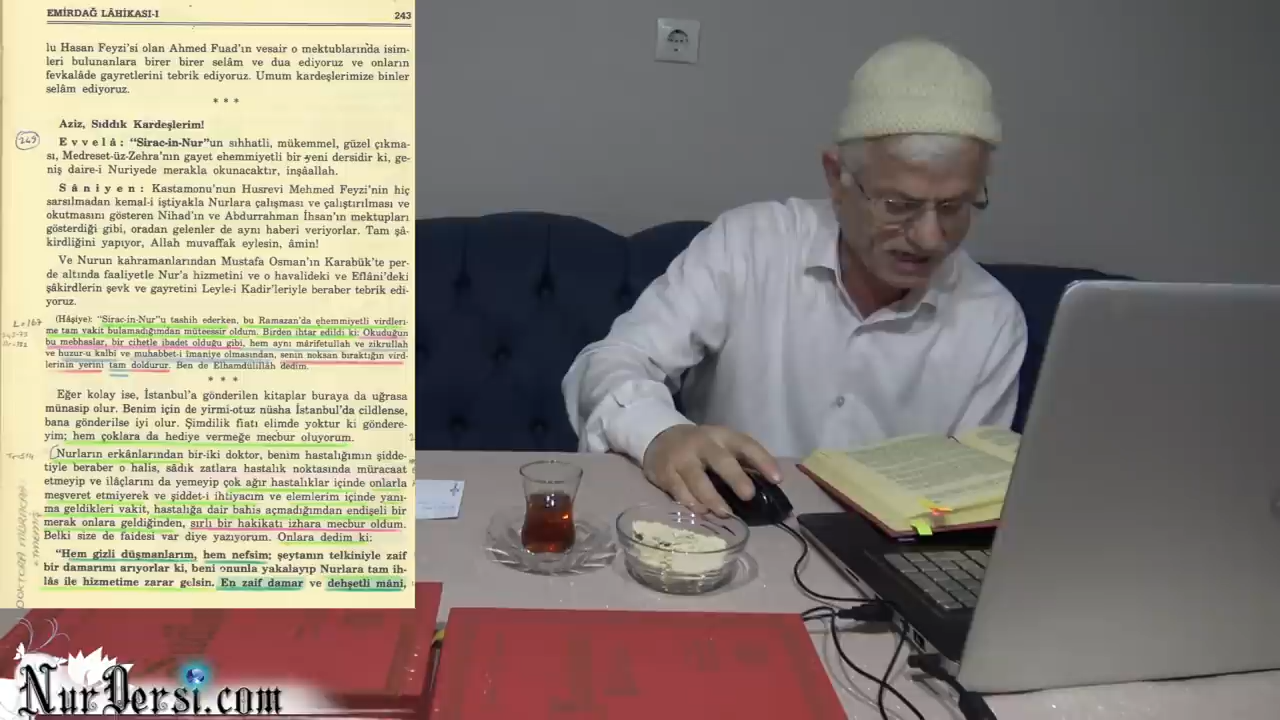 EMİRDAĞ LÂHİKASI-I 243
lu Hasan Feyzi'si olan Ahmed Fuad'ın vesair o mektublarında isim-
leri bulunanlara birer birer selâm ve dua ediyoruz ve onların
fevkalâde gayretlerini tebrik ediyoruz. Umum kardeşlerimize binler
selâm ediyoruz.
* * *
Aziz, Sıddık Kardeşlerim!
249
Evvelâ: "Sirac-in-Nur"un sıhhatli, mükemmel, güzel çıkma-
sı, Medreset-üz-Zehra'nın gayet ehemmiyetli bir yeni dersidir ki, ge-
niş daire-i Nuriyede merakla okunacaktır, inşâallah.
Sâniyen: Kastamonu'nun Husrevi Mehmed Feyzi'nin hiç
sarsılmadan kemal-i iştiyakla Nurlara çalışması ve çalıştırılması ve
okutmasını gösteren Nihad'ın ve Abdurrahman İhsan'ın mektupları
gösterdiği gibi, oradan gelenler de aynı haberi veriyorlar. Tam şâ-
kirdliğini yapıyor, Allah muvaffak eylesin, âmin!
Ve Nurun kahramanlarından Mustafa Osman'ın Karabük'te per-
de altında faaliyetle Nur'a hizmetini ve o havalideki ve Eflâni'deki
şâkirdlerin şevk ve gayretini Leyle-i Kadir'leriyle beraber tebrik edi-
yoruz.
(Hâşiye): "Sirac-in-Nur"u tashih ederken, bu Ramazan'da ehemmiyetli virdleri-
me tam vakit bulamadığımdan müteessir oldum. Birden ihtar edildi ki: Okuduğun
bu mebhaslar, bir cihetle ibadet olduğu gibi, hem aynı mârifetullah ve zikrullah
ve huzur-u kalbî ve muhabbet-i îmaniye olmasından, senin noksan bıraktığın vird-
lerinin yerini tam doldurur. Ben de Elhamdülillâh dedim.
* * *
Eğer kolay ise, İstanbul'a gönderilen kitaplar buraya da uğrasa
münasip olur. Benim için de yirmi-otuz nüsha İstanbul'da cildlense,
bana gönderilse iyi olur. Şimdilik fiatı elimde yoktur ki göndere-
yim; hem çoklara da hediye vermeğe mecbur oluyorum.
Nurların erkânlarından bir-iki doktor, benim hastalığımın şidde-
tiyle beraber o halis, sâdık zatlara hastalık noktasında müracaat
etmeyip ve ilâçlarını da yemeyip çok ağır hastalıklar içinde onlarla
meşveret etmiyerek ve şiddet-i ihtiyacım ve elemlerim içinde yanı-
ma geldikleri vakit, hastalığa dair bahis açmadığımdan endişeli bir
merak onlara geldiğinden, sırlı bir hakikatı izhara mecbur oldum.
Belki size de faidesi var diye yazıyorum. Onlara dedim ki:
"Hem gizli düşmanlarım, hem nefsim; şeytanın telkiniyle zaif
bir damarımı arıyorlar ki, beni onunla yakalayıp Nurlara tam ih-
lâs ile hizmetime zarar gelsin. En zaif damar ve dehşetli mâni,
NurDersi.com